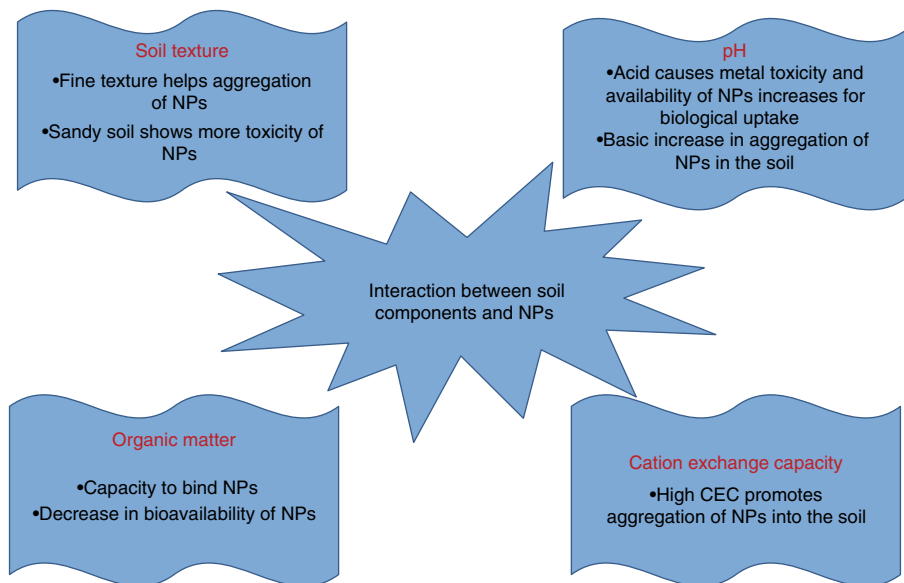 Soil texture
•Fine texture helps aggregation
of NPs
•Sandy soil shows more toxicity of
NPs
pH
•Acid causes metal toxicity and
availability of NPs increases for
biological uptake
•Basic increase in aggregation of
NPs in the soil
Interaction between soil
components and NPs
Organic matter
•Capacity to bind NPs
•Decrease in bioavailability of NPs
Cation exchange capacity
•High CEC promotes
aggregation of NPs into the soil